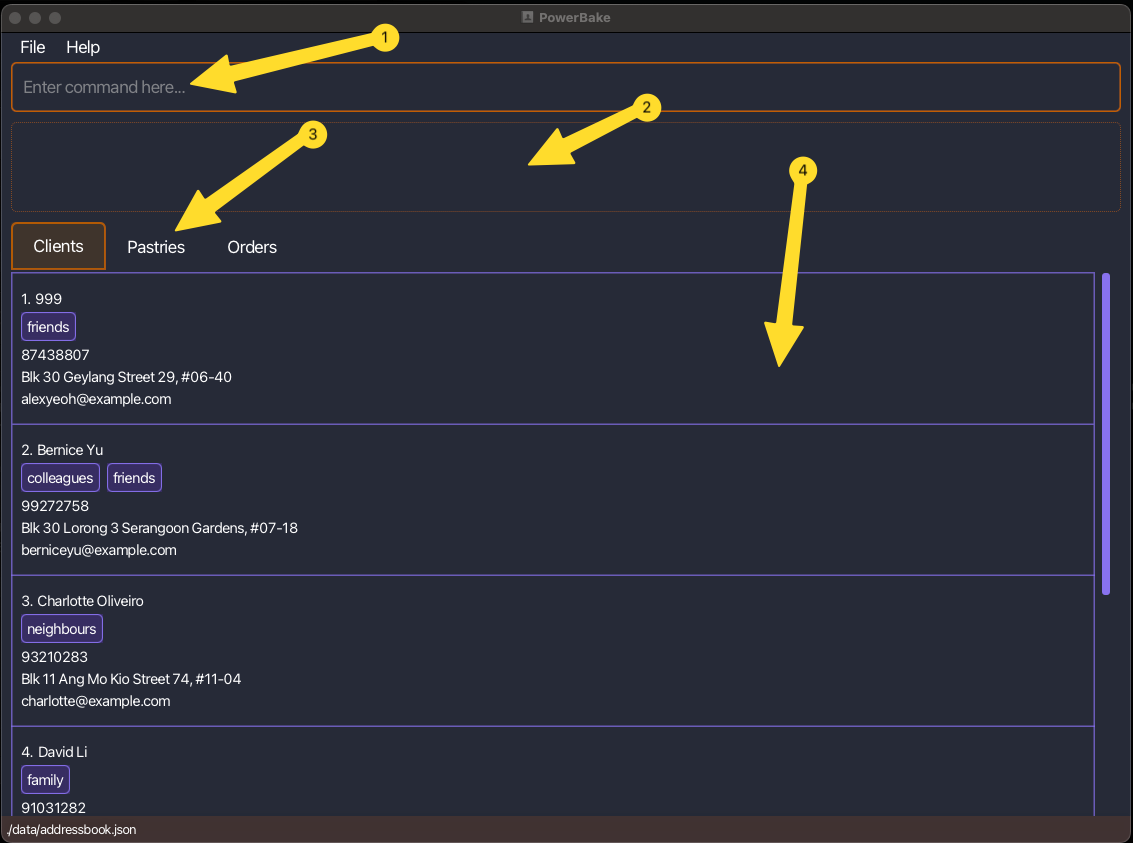 PowerBake
File Help
1
Enter command here...
2
3
4
Clients Pastries Orders
1. 999
friends
87438807
Blk 30 Geylang Street 29, #06-40
alexyeoh@example.com
2. Bernice Yu
colleagues friends
99272758
Blk 30 Lorong 3 Serangoon Gardens, #07-18
berniceyu@example.com
3. Charlotte Oliveiro
neighbours
93210283
Blk 11 Ang Mo Kio Street 74, #11-04
charlotte@example.com
4. David Li
family
91031282
./data/addressbook.json